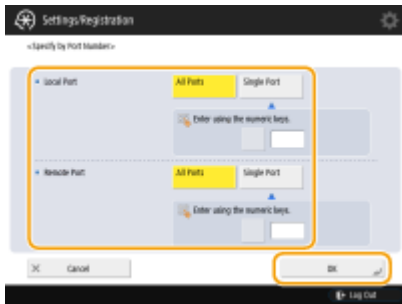 Settings/Registration
<Specify by Port Number>
Local Port
All Ports Single Port
Enter using the numeric keys.
Remote Port
All Ports Single Port
Enter using the numeric keys.
Cancel OK
Log Out